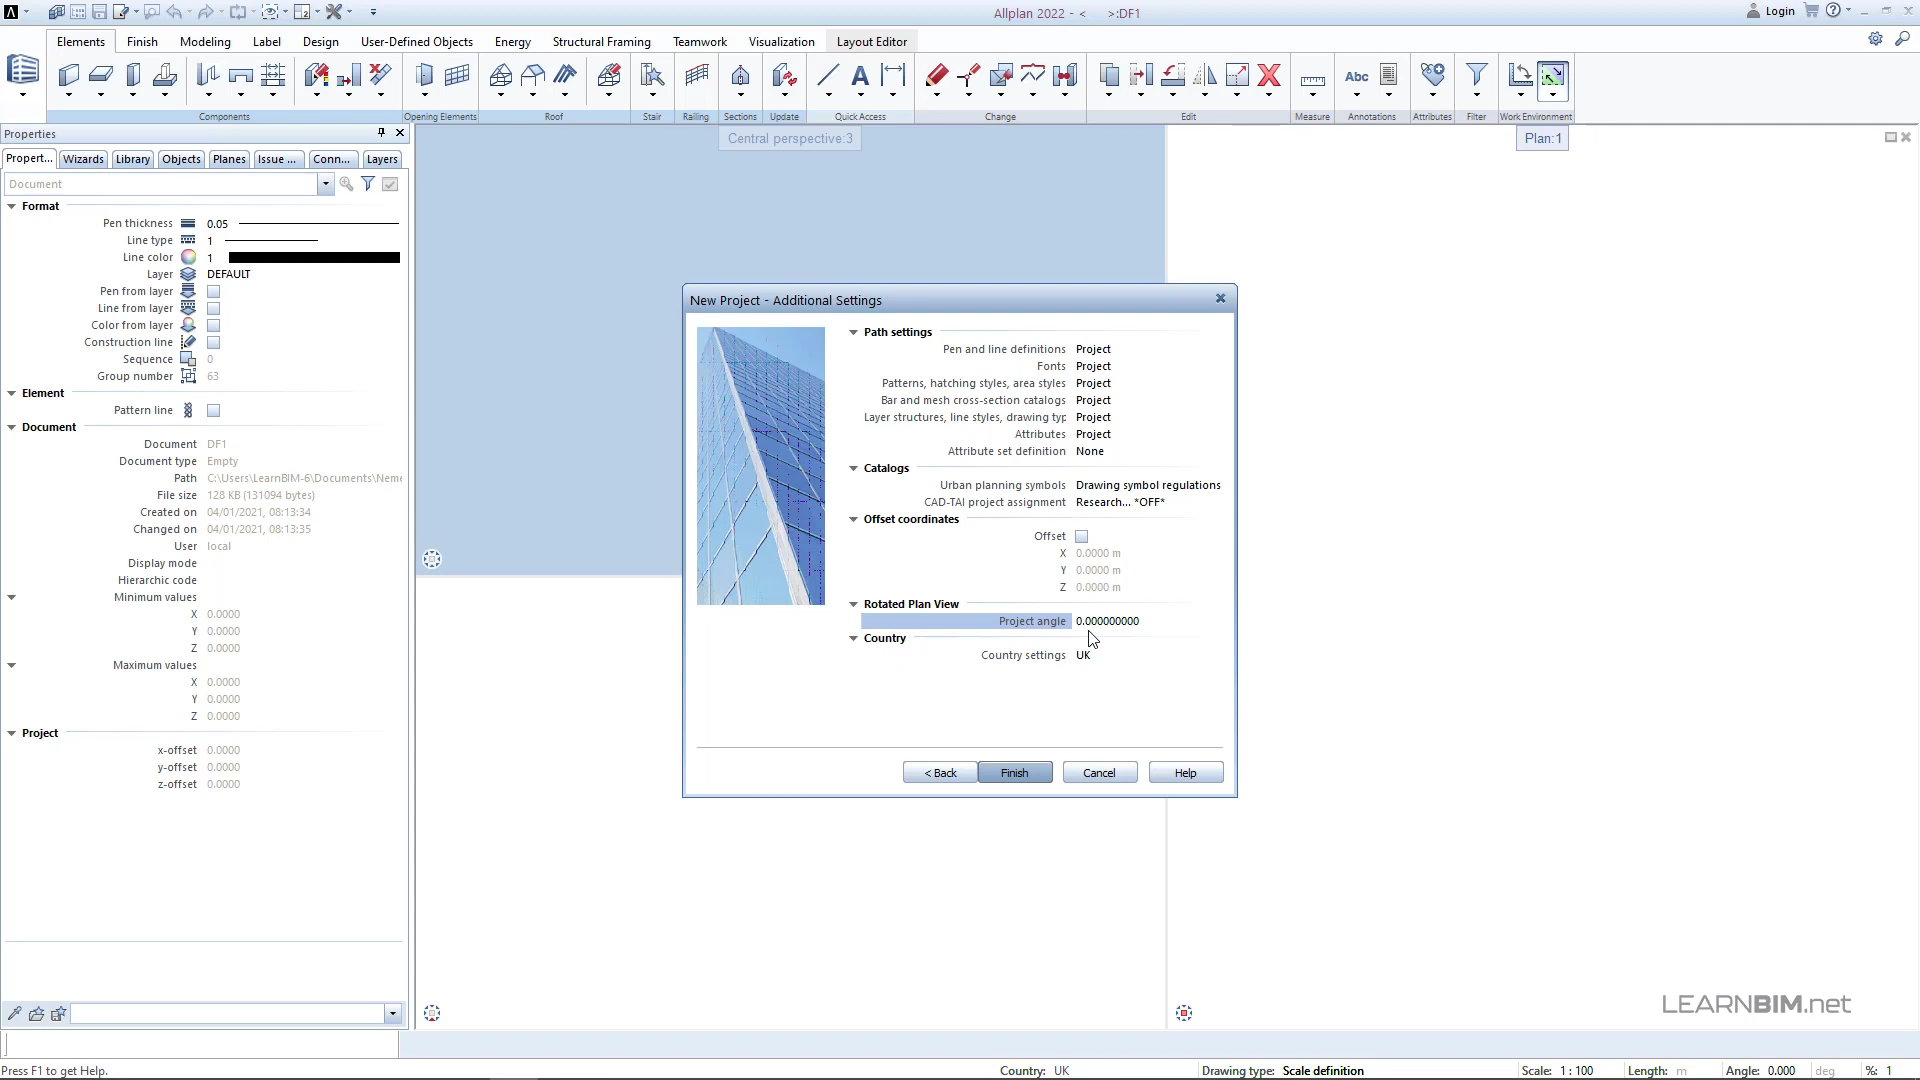 Allplan 2022 - < >:DF1
Login
Elements Finish Modeling Label Design User-Defined Objects Energy Structural Framing Teamwork Visualization Layout Editor
Abc
Components Opening Elements Roof Stair Railing Sections Update Quick Access Change Edit Measure Annotations Attributes Filter Work Environment
Properties
Propert... Wizards Library Objects Planes Issue ... Conn... Layers
Document
Format
Pen thickness 0.05
Line type 1
Line color 1
Layer DEFAULT
Pen from layer
Line from layer
Color from layer
Construction line
Sequence 0
Group number 63
Element
Pattern line
Document
Document DF1
Document type Empty
Path C:\Users\LearnBIM-6\Documents\Neme
File size 128 KB (131094 bytes)
Created on 04/01/2021, 08:13:34
Changed on 04/01/2021, 08:13:35
User local
Display mode
Hierarchic code
Minimum values
X 0.0000
Y 0.0000
Z 0.0000
Maximum values
X 0.0000
Y 0.0000
Z 0.0000
Project
x-offset 0.0000
y-offset 0.0000
z-offset 0.0000
Central perspective:3
Plan:1
New Project - Additional Settings
Path settings
Pen and line definitions Project
Fonts Project
Patterns, hatching styles, area styles Project
Bar and mesh cross-section catalogs Project
Layer structures, line styles, drawing typ Project
Attributes Project
Attribute set definition None
Catalogs
Urban planning symbols Drawing symbol regulations
CAD-TAI project assignment Research... *OFF*
Offset coordinates
Offset
X 0.0000 m
Y 0.0000 m
Z 0.0000 m
Rotated Plan View
Project angle 0.000000000
Country
Country settings UK
< Back Finish Cancel Help
LEARNBIM.net
Press F1 to get Help. Country: UK Drawing type: Scale definition Scale: 1 : 100 Length: m Angle: 0.000 deg %: 1